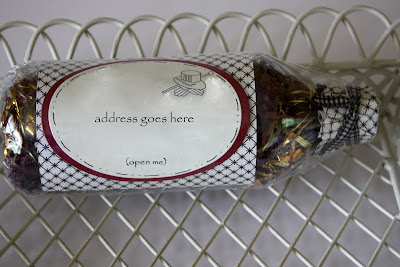 address goes here
(open me)